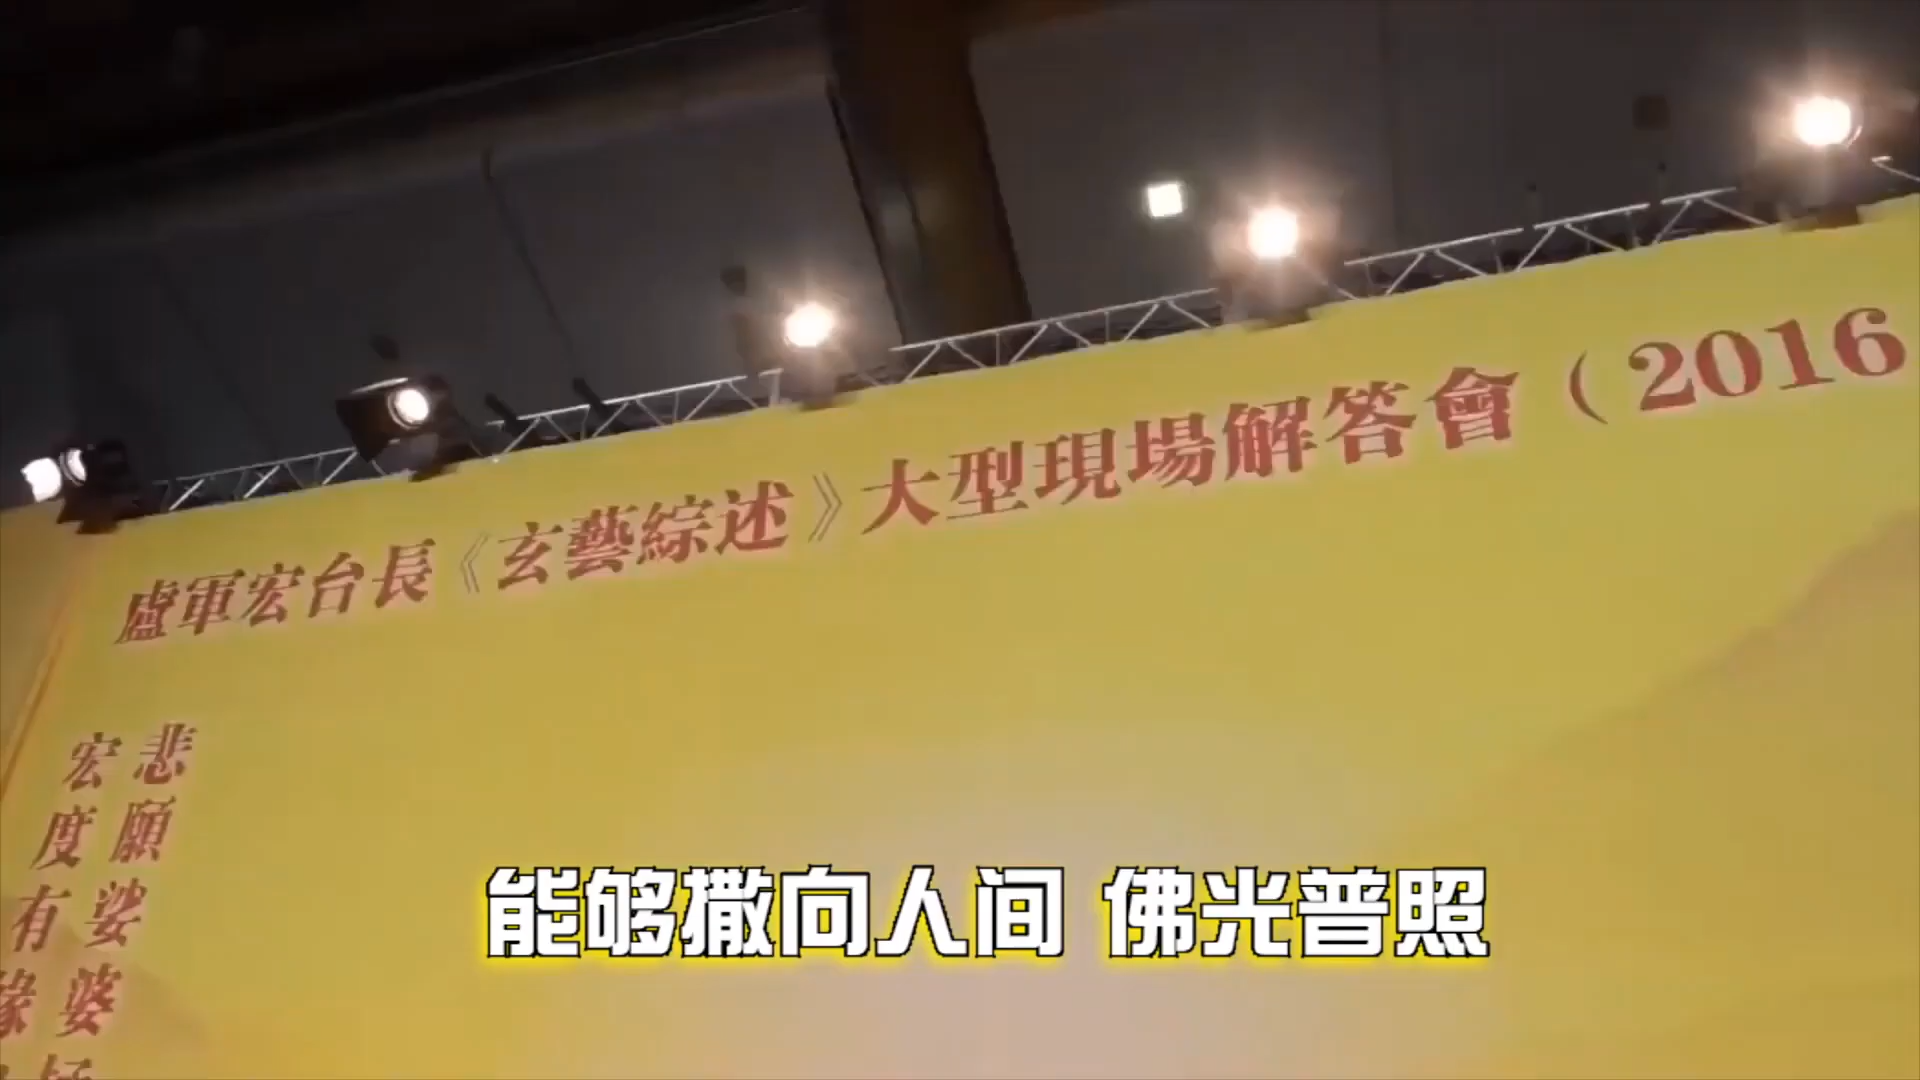 盧軍宏台長《玄藝綜述》大型現場解答會（2016
悲願娑婆
宏度有緣
能够撒向人间 佛光普照